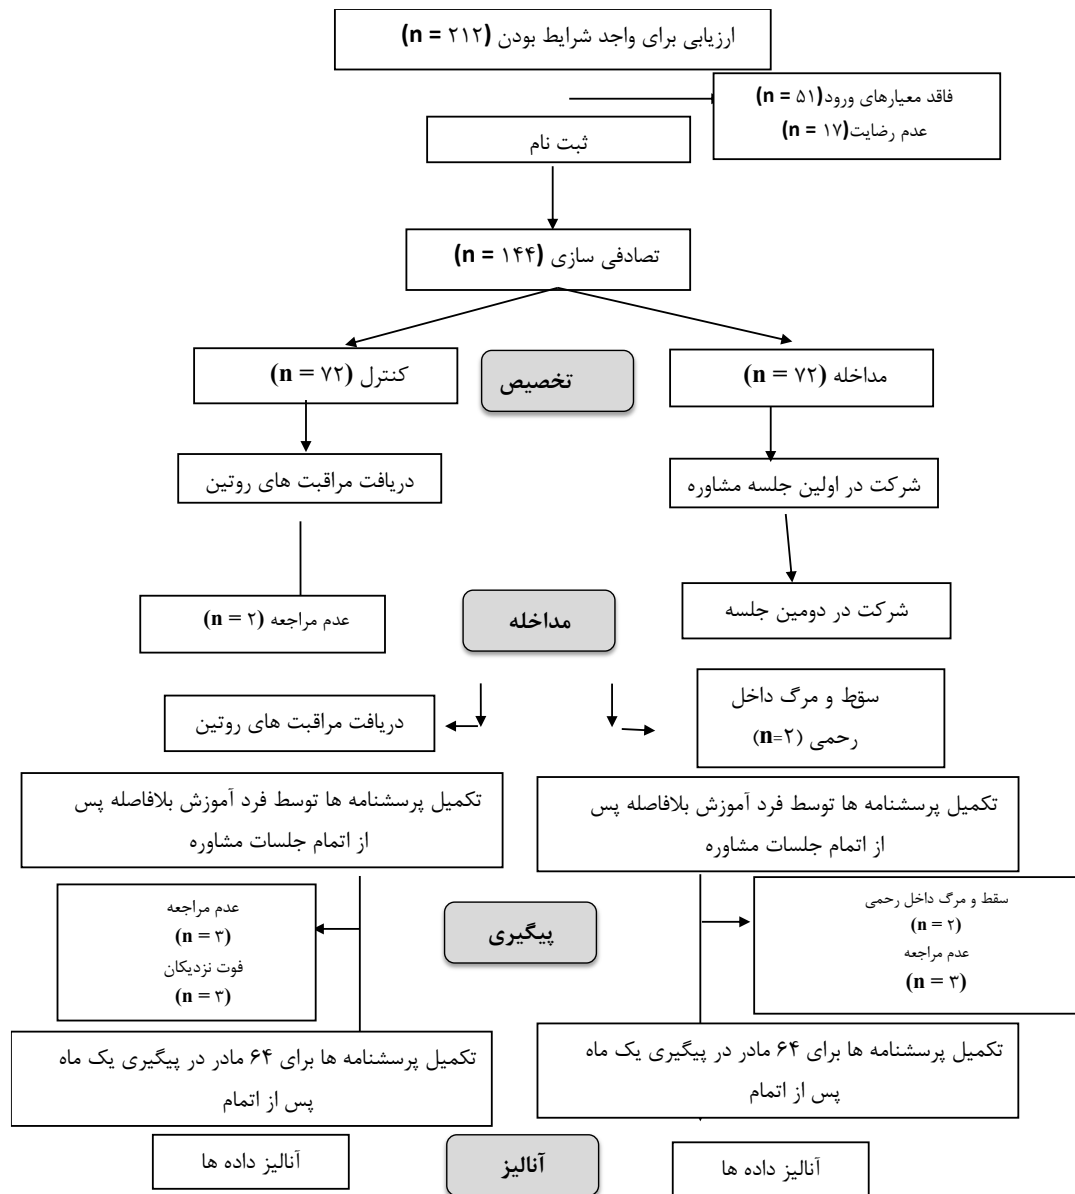 ارزیابی برای واجد شرایط بودن (n = ۲۱۲)
فاقد معیارهای ورود(n = ۵۱)
عدم رضایت(n = ۱۷)
ثبت نام
تصادفی سازی (n = ۱۴۴)
مداخله (n = ۷۲)
تخصیص
کنترل (n = ۷۲)
شرکت در اولین جلسه مشاوره
دریافت مراقبت های روتین
شرکت در دومین جلسه
مداخله
عدم مراجعه (n = ۲)
سقط و مرگ داخل
رحمی (n=۲)
دریافت مراقبت های روتین
تکمیل پرسشنامه ها توسط فرد آموزش بلافاصله پس
از اتمام جلسات مشاوره
تکمیل پرسشنامه ها توسط فرد آموزش بلافاصله پس
از اتمام جلسات مشاوره
سقط و مرگ داخل رحمی
(n = ۲)
عدم مراجعه
(n = ۳)
پیگیری
عدم مراجعه
(n = ۳)
فوت نزدیکان
(n = ۳)
تکمیل پرسشنامه ها برای ۶۴ مادر در پیگیری یک ماه
پس از اتمام
تکمیل پرسشنامه ها برای ۶۴ مادر در پیگیری یک ماه
پس از اتمام
آنالیز داده ها
آنالیز
آنالیز داده ها